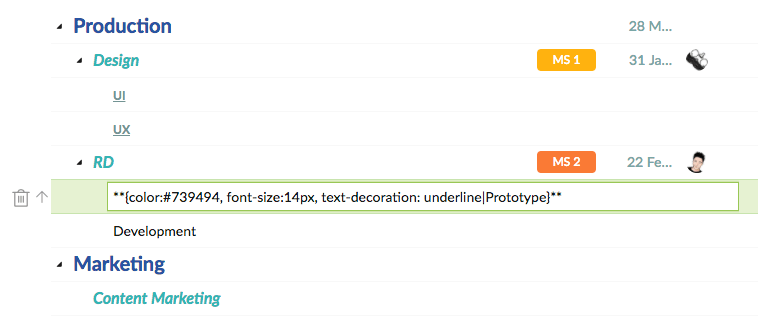 Production 28 M...
Design MS 1 31 Ja...
UI
UX
RD MS 2 22 Fe...
**{color:#739494, font-size:14px, text-decoration: underline|Prototype}**
Development
Marketing
Content Marketing